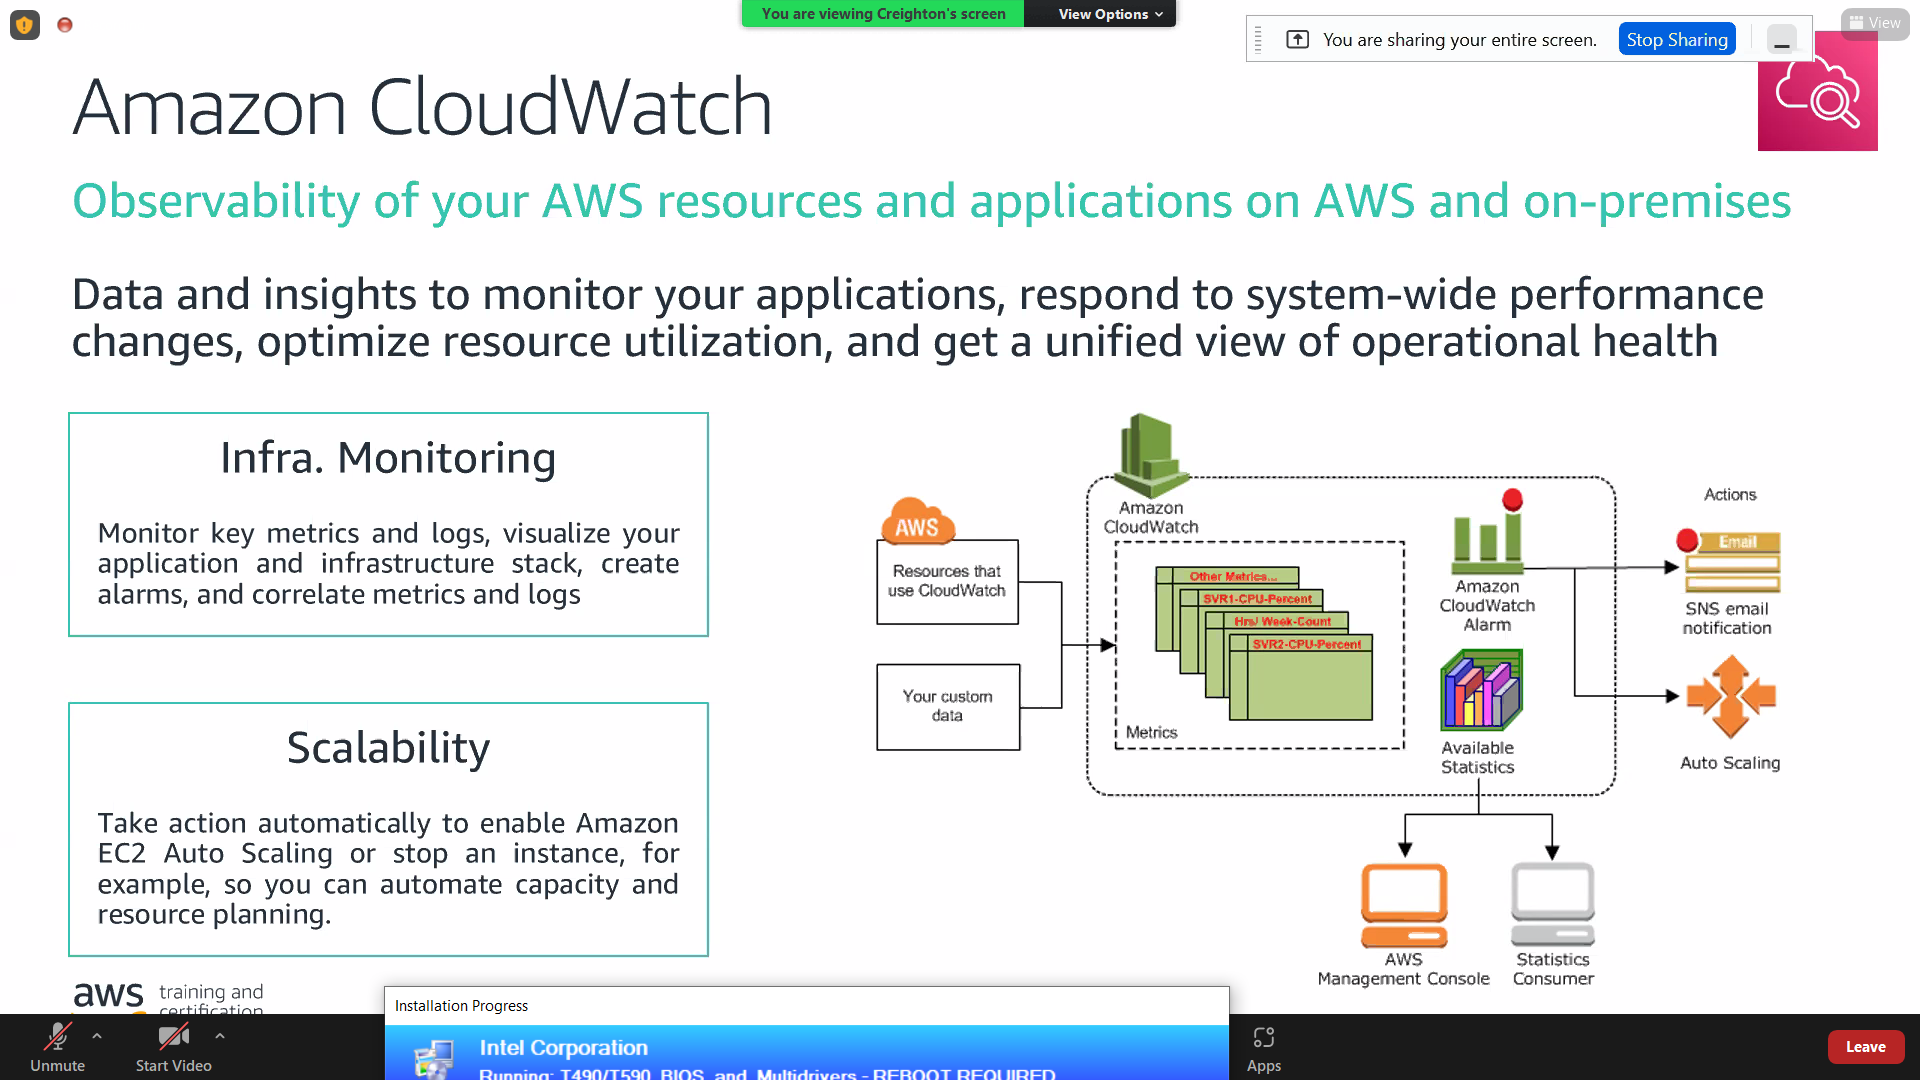 You are viewing Creighton's screen
View Options
You are sharing your entire screen.
Stop Sharing
View
Amazon CloudWatch
Observability of your AWS resources and applications on AWS and on-premises
Data and insights to monitor your applications, respond to system-wide performance
changes, optimize resource utilization, and get a unified view of operational health
Infra. Monitoring
Monitor key metrics and logs, visualize your
application and infrastructure stack, create
alarms, and correlate metrics and logs
Scalability
Take action automatically to enable Amazon
EC2 Auto Scaling or stop an instance, for
example, so you can automate capacity and
resource planning.
AWS
Resources that
use CloudWatch
Your custom
data
Amazon
CloudWatch
Other Metrics...
SVR1-CPU-Percent
Hrs/ Week-Count
SVR2-CPU-Percent
Metrics
Amazon
CloudWatch
Alarm
Available
Statistics
Actions
Email
SNS email
notification
Auto Scaling
AWS
Management Console
Statistics
Consumer
aws
training and
certification
Installation Progress
Intel Corporation
Running: T490/T590_BIOS_and_Multidrivers - REBOOT REQUIRED
Unmute
Start Video
Apps
Leave